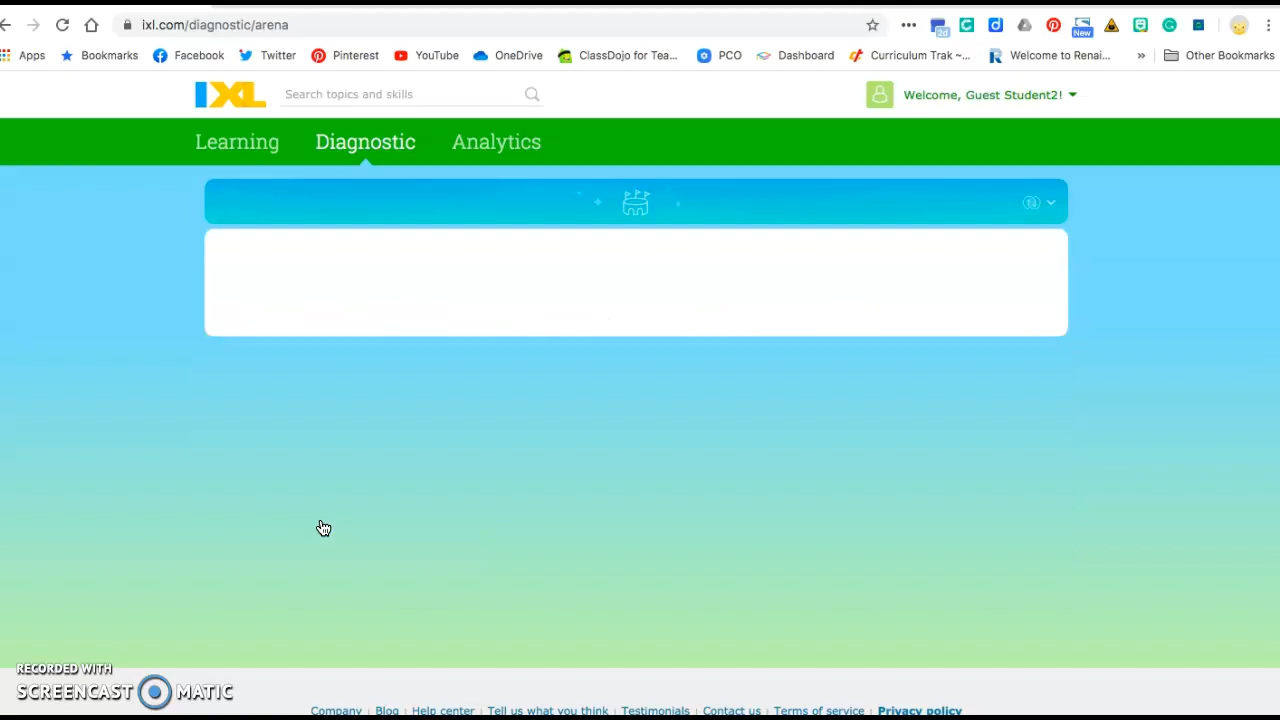 ixl.com/diagnostic/arena
2d
New
Apps Bookmarks Facebook Twitter Pinterest YouTube OneDrive ClassDojo for Tea... PCO Dashboard Curriculum Trak ~... Welcome to Renai... » Other Bookmarks
IXL Search topics and skills Welcome, Guest Student2!
Learning Diagnostic Analytics
RECORDED WITH
SCREENCAST MATIC
Company | Blog | Help center | Tell us what you think | Testimonials | Contact us | Terms of service | Privacy policy